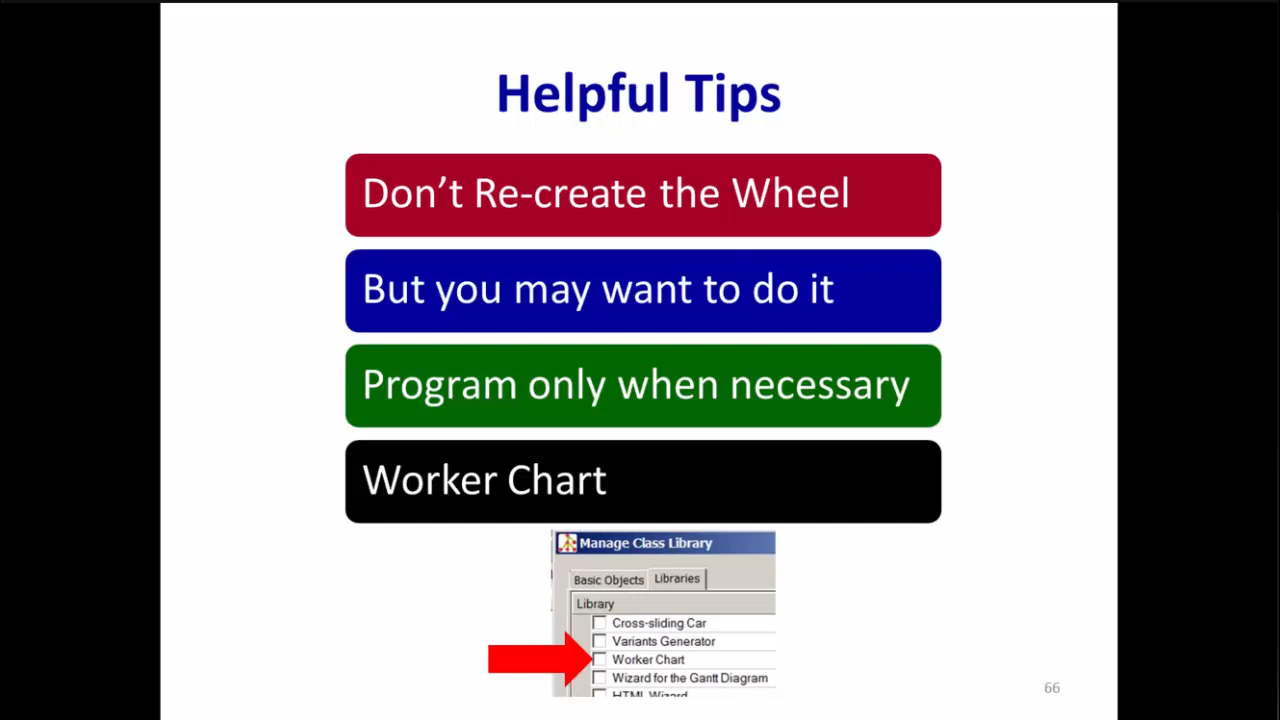 Helpful Tips
Don’t Re-create the Wheel
But you may want to do it
Program only when necessary
Worker Chart
Manage Class Library
Basic Objects Libraries
Library
Cross-sliding Car
Variants Generator
Worker Chart
Wizard for the Gantt Diagram
HTML Wizard
66